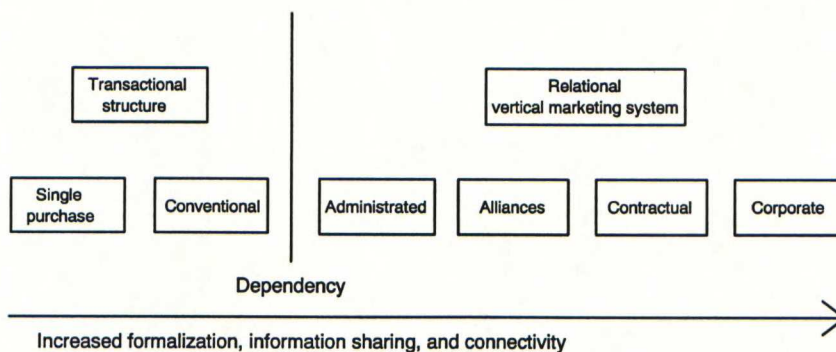 Transactional
structure
Relational
vertical marketing system
Single
purchase
Conventional
Administrated
Alliances
Contractual
Corporate
Dependency
Increased formalization, information sharing, and connectivity